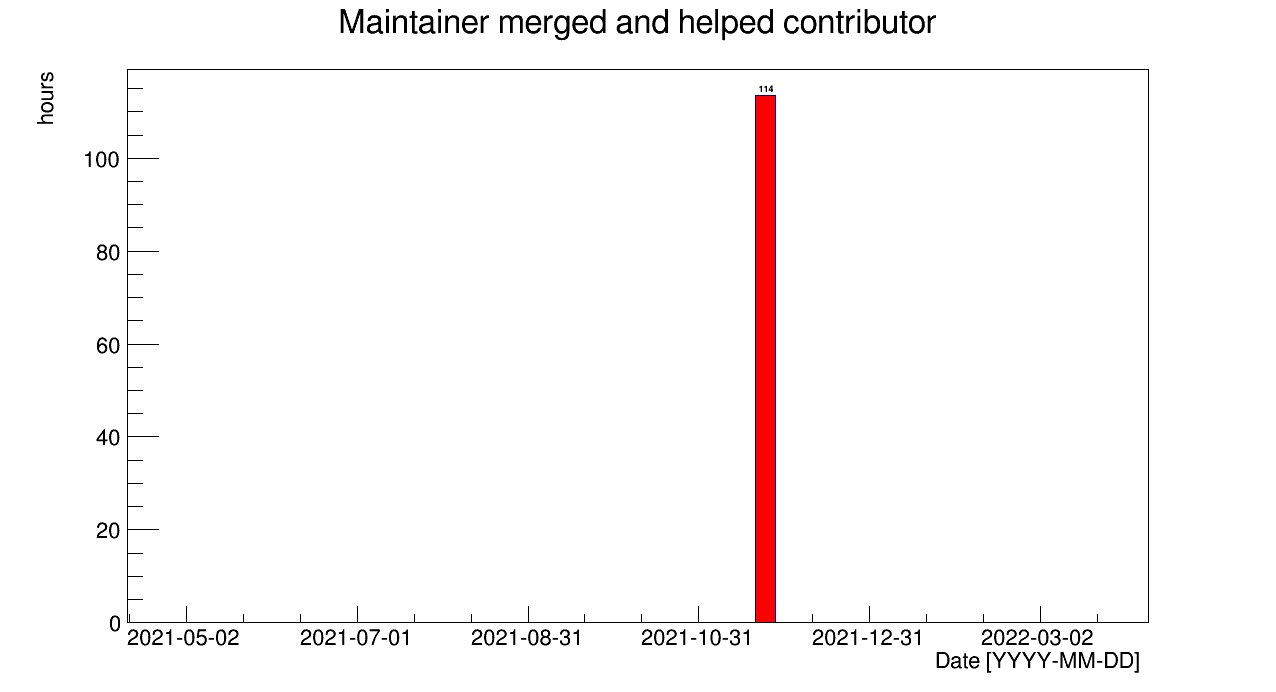 Maintainer merged and helped contributor
hours
114
100
80
60
40
20
0
2021-05-02 2021-07-01 2021-08-31 2021-10-31 2021-12-31 2022-03-02
Date [YYYY-MM-DD]